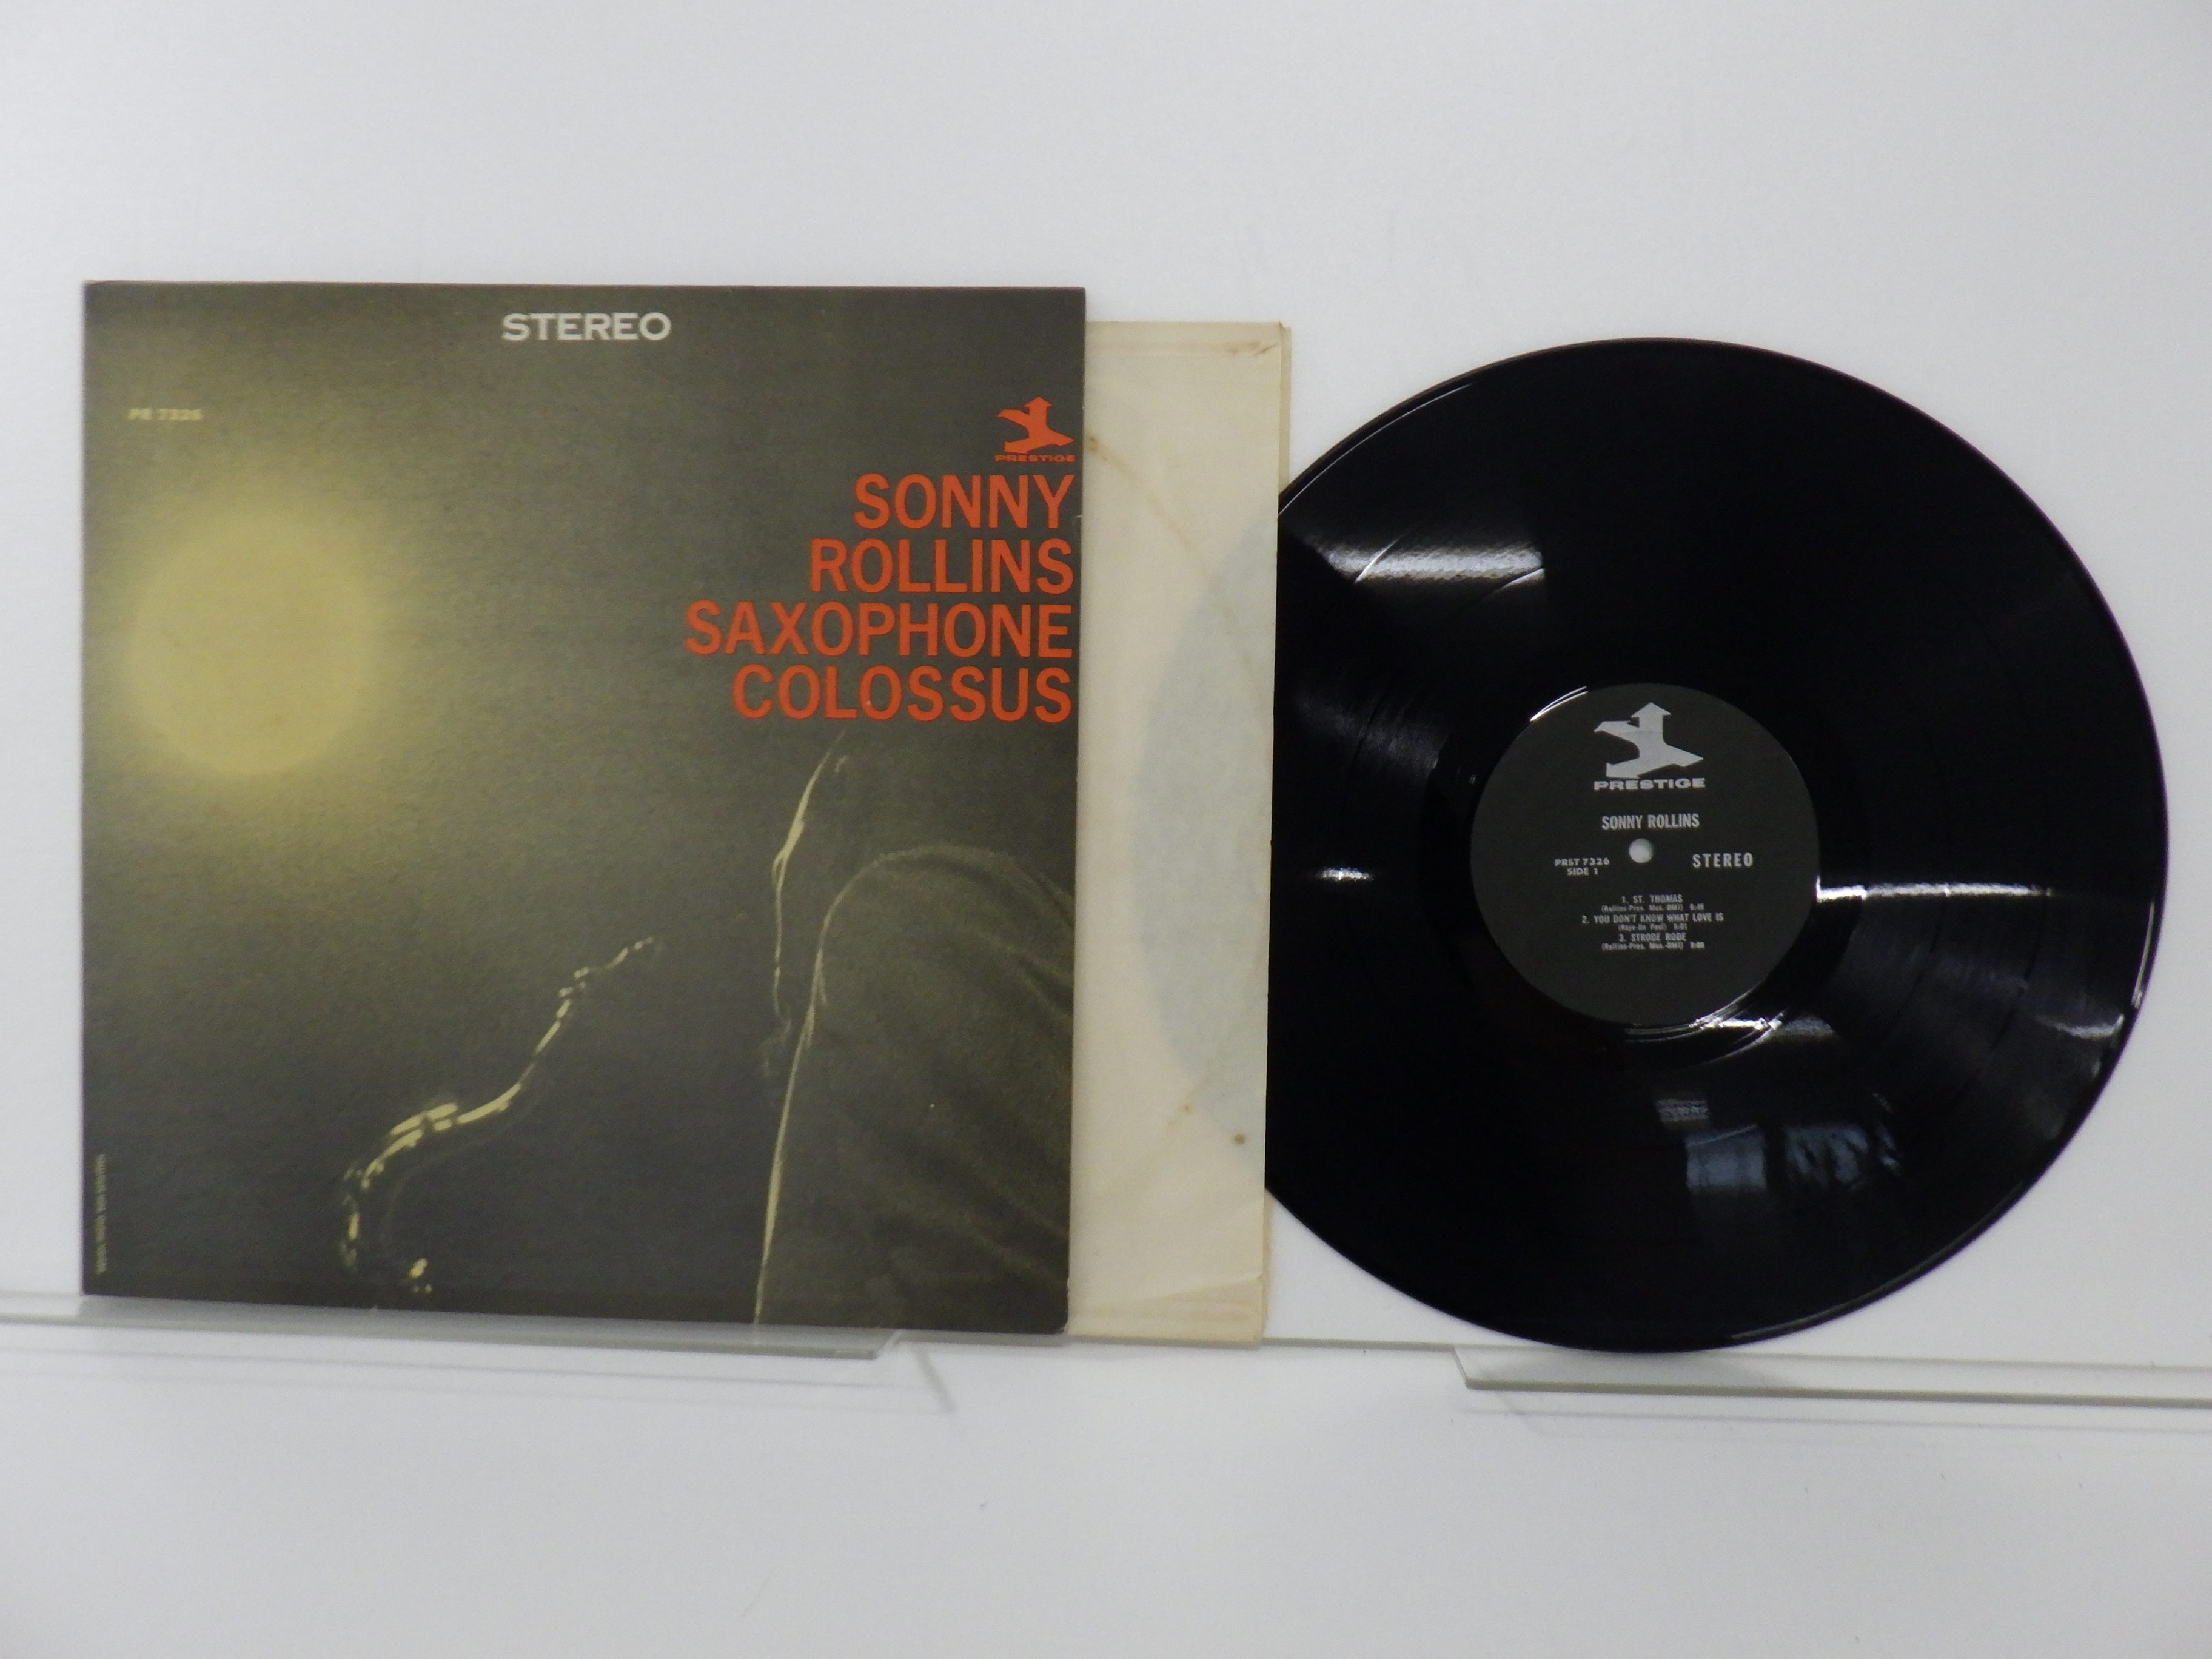 STEREO
PR 7326
PRESTIGE
SONNY
ROLLINS
SAXOPHONE
COLOSSUS
PRESTIGE
SONNY ROLLINS
PRST 7326
SIDE 1
STEREO
1. ST. THOMAS
2. YOU DON'T KNOW WHAT LOVE IS
3. STRODE RODE